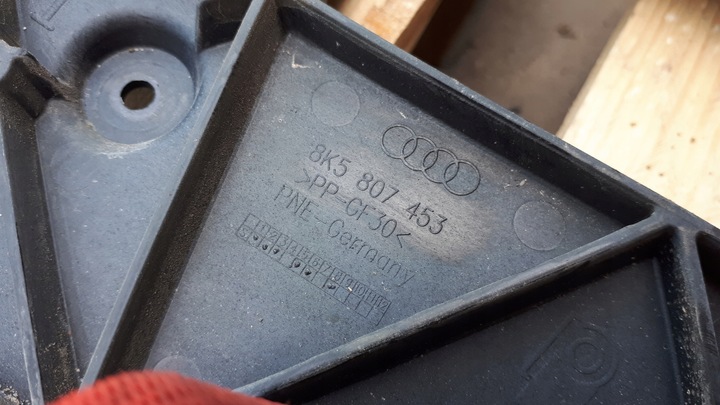 8K5 807 453
>PP-GF30<
PNE-Germany